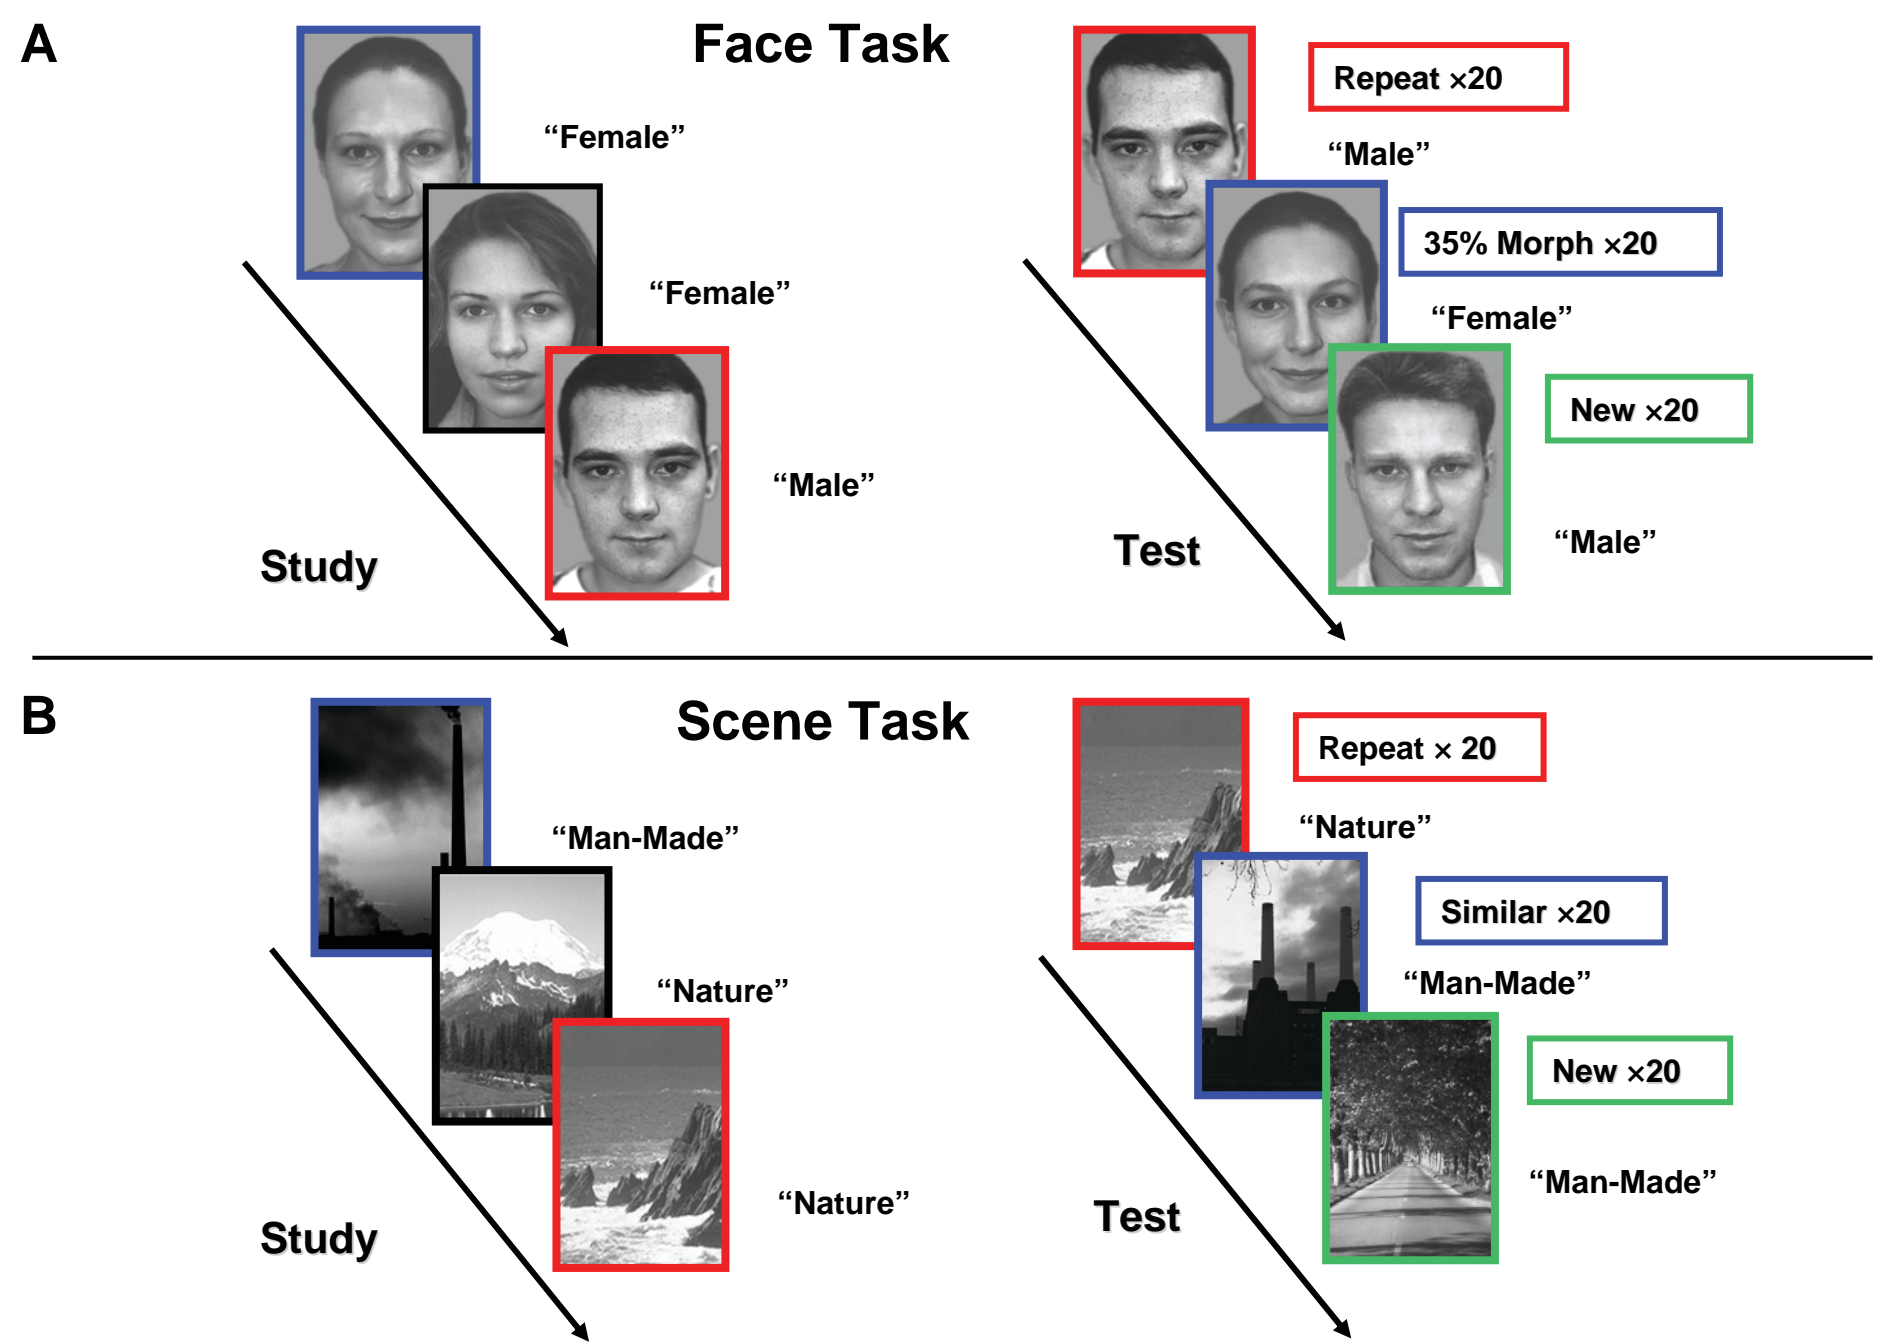 A
Face Task
“Female”
“Female”
“Male”
Study
Repeat ×20
“Male”
35% Morph ×20
“Female”
New ×20
“Male”
Test
B
Scene Task
“Man-Made”
“Nature”
“Nature”
Study
Repeat × 20
“Nature”
Similar ×20
“Man-Made”
New ×20
“Man-Made”
Test